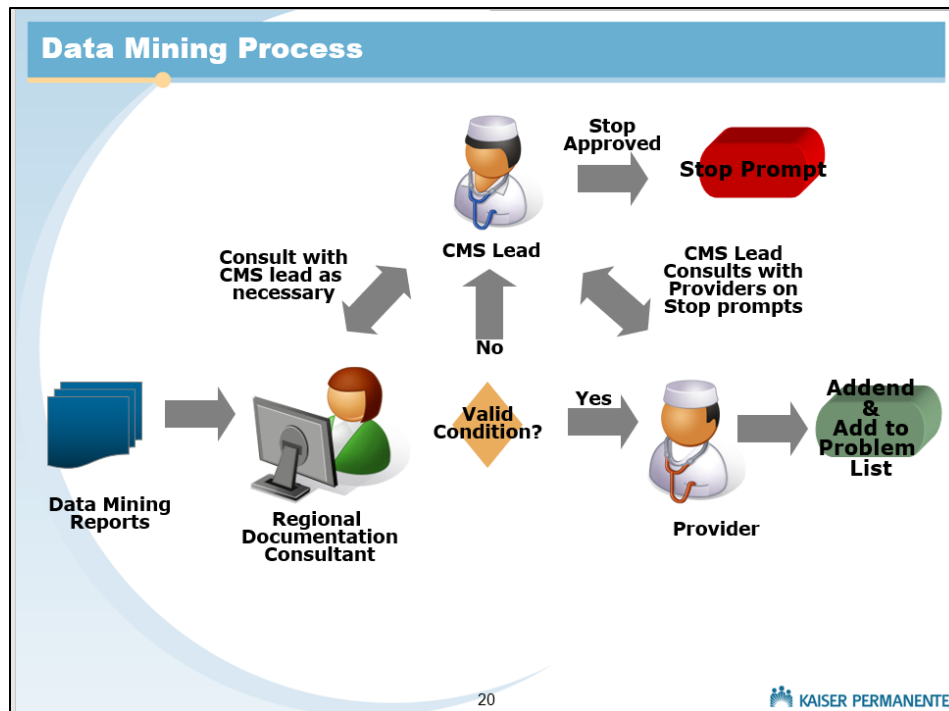 Data Mining Process
Stop
Approved
Stop Prompt
CMS Lead
Consult with
CMS lead as
necessary
CMS Lead
Consults with
Providers on
Stop prompts
No
Valid
Condition?
Yes
Addend
&
Add to
Problem
List
Data Mining
Reports
Regional
Documentation
Consultant
Provider
20
KAISER PERMANENTE